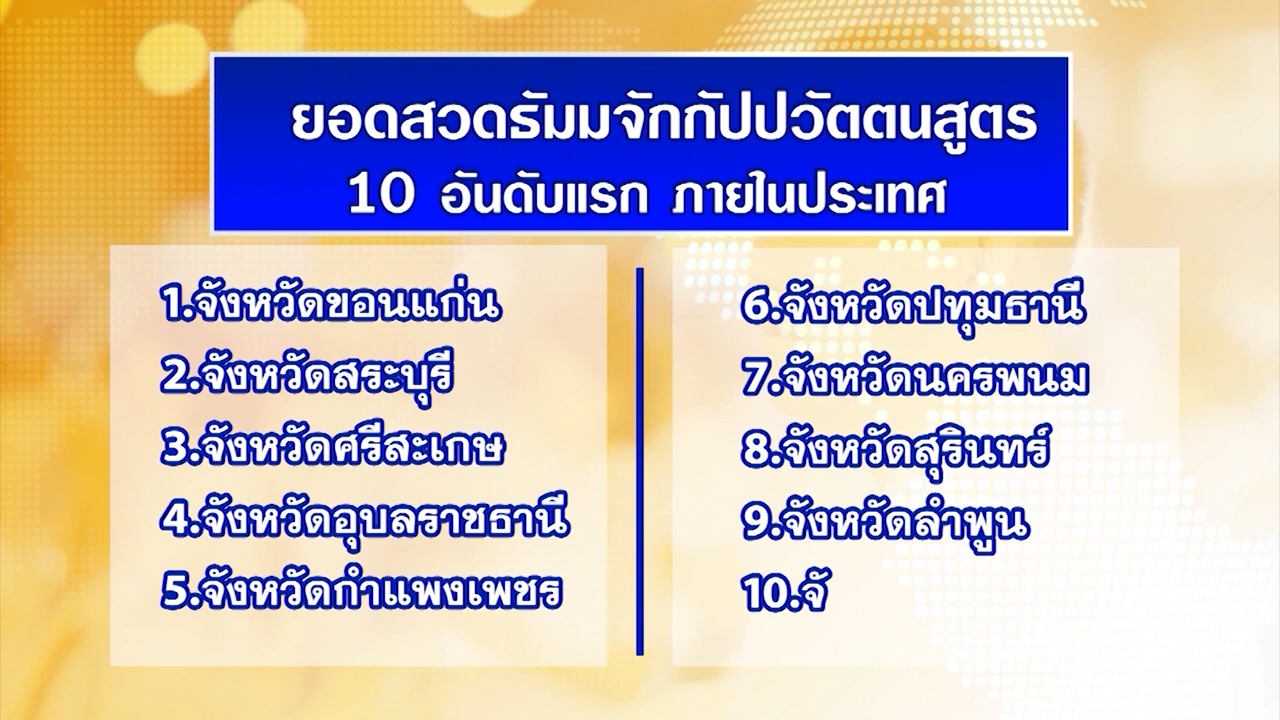 ยอดสวดธัมมจักกัปปวัตตนสูตร
10 อันดับแรก ภายในประเทศ
1.จังหวัดขอนแก่น
2.จังหวัดสระบุรี
3.จังหวัดศรีสะเกษ
4.จังหวัดอุบลราชธานี
5.จังหวัดกำแพงเพชร
6.จังหวัดปทุมธานี
7.จังหวัดนครพนม
8.จังหวัดสุรินทร์
9.จังหวัดลำพูน
10.จั